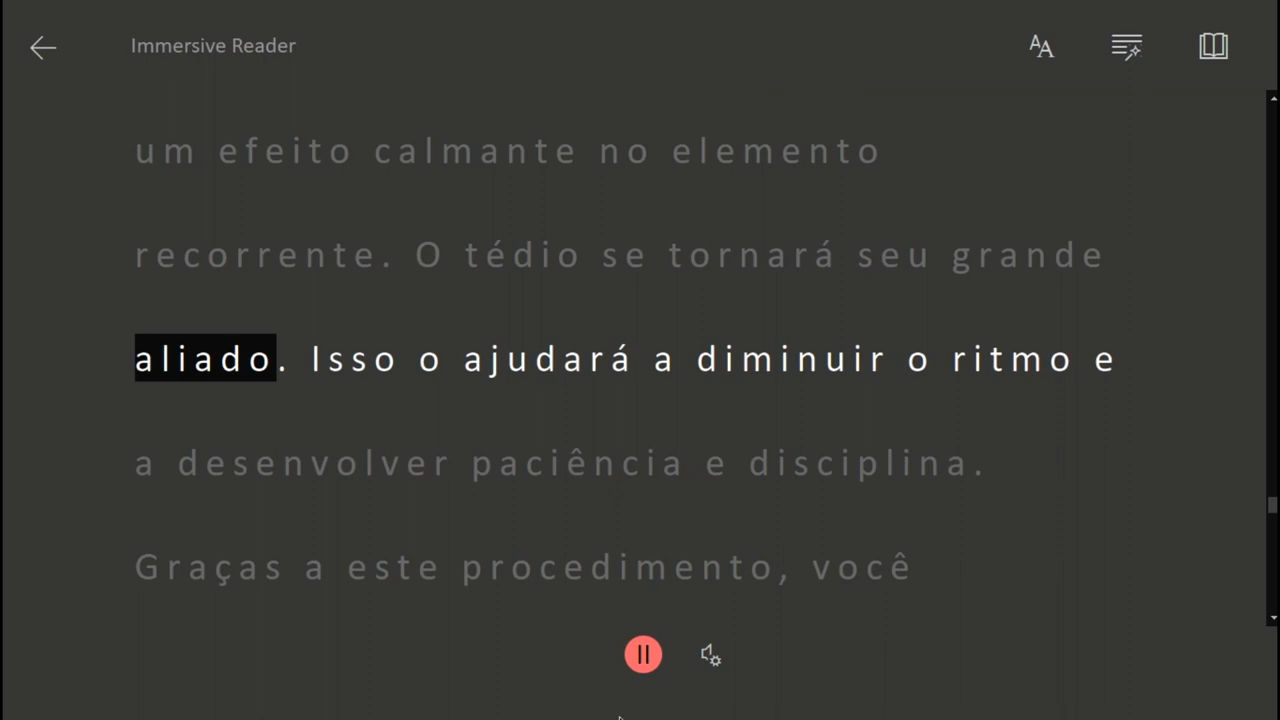 Immersive Reader
um efeito calmante no elemento
recorrente. O tédio se tornará seu grande
aliado. Isso o ajudará a diminuir o ritmo e
a desenvolver paciência e disciplina.
Graças a este procedimento, você